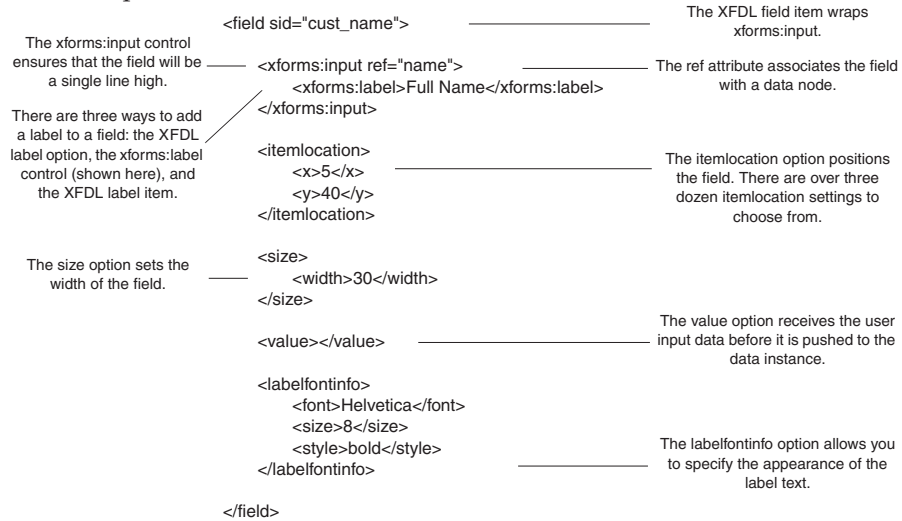 <field sid="cust_name">
The XFDL field item wraps
xforms:input.
The xforms:input control
ensures that the field will be
a single line high.
<xforms:input ref="name">
<xforms:label>Full Name</xforms:label>
</xforms:input>
The ref attribute associates the field
with a data node.
There are three ways to add
a label to a field: the XFDL
label option, the xforms:label
control (shown here), and
the XFDL label item.
<itemlocation>
<x>5</x>
<y>40</y>
</itemlocation>
The itemlocation option positions
the field. There are over three
dozen itemlocation settings to
choose from.
The size option sets the
width of the field.
<size>
<width>30</width>
</size>
<value></value>
The value option receives the user
input data before it is pushed to the
data instance.
<labelfontinfo>
<font>Helvetica</font>
<size>8</size>
<style>bold</style>
</labelfontinfo>
The labelfontinfo option allows you
to specify the appearance of the
label text.
</field>